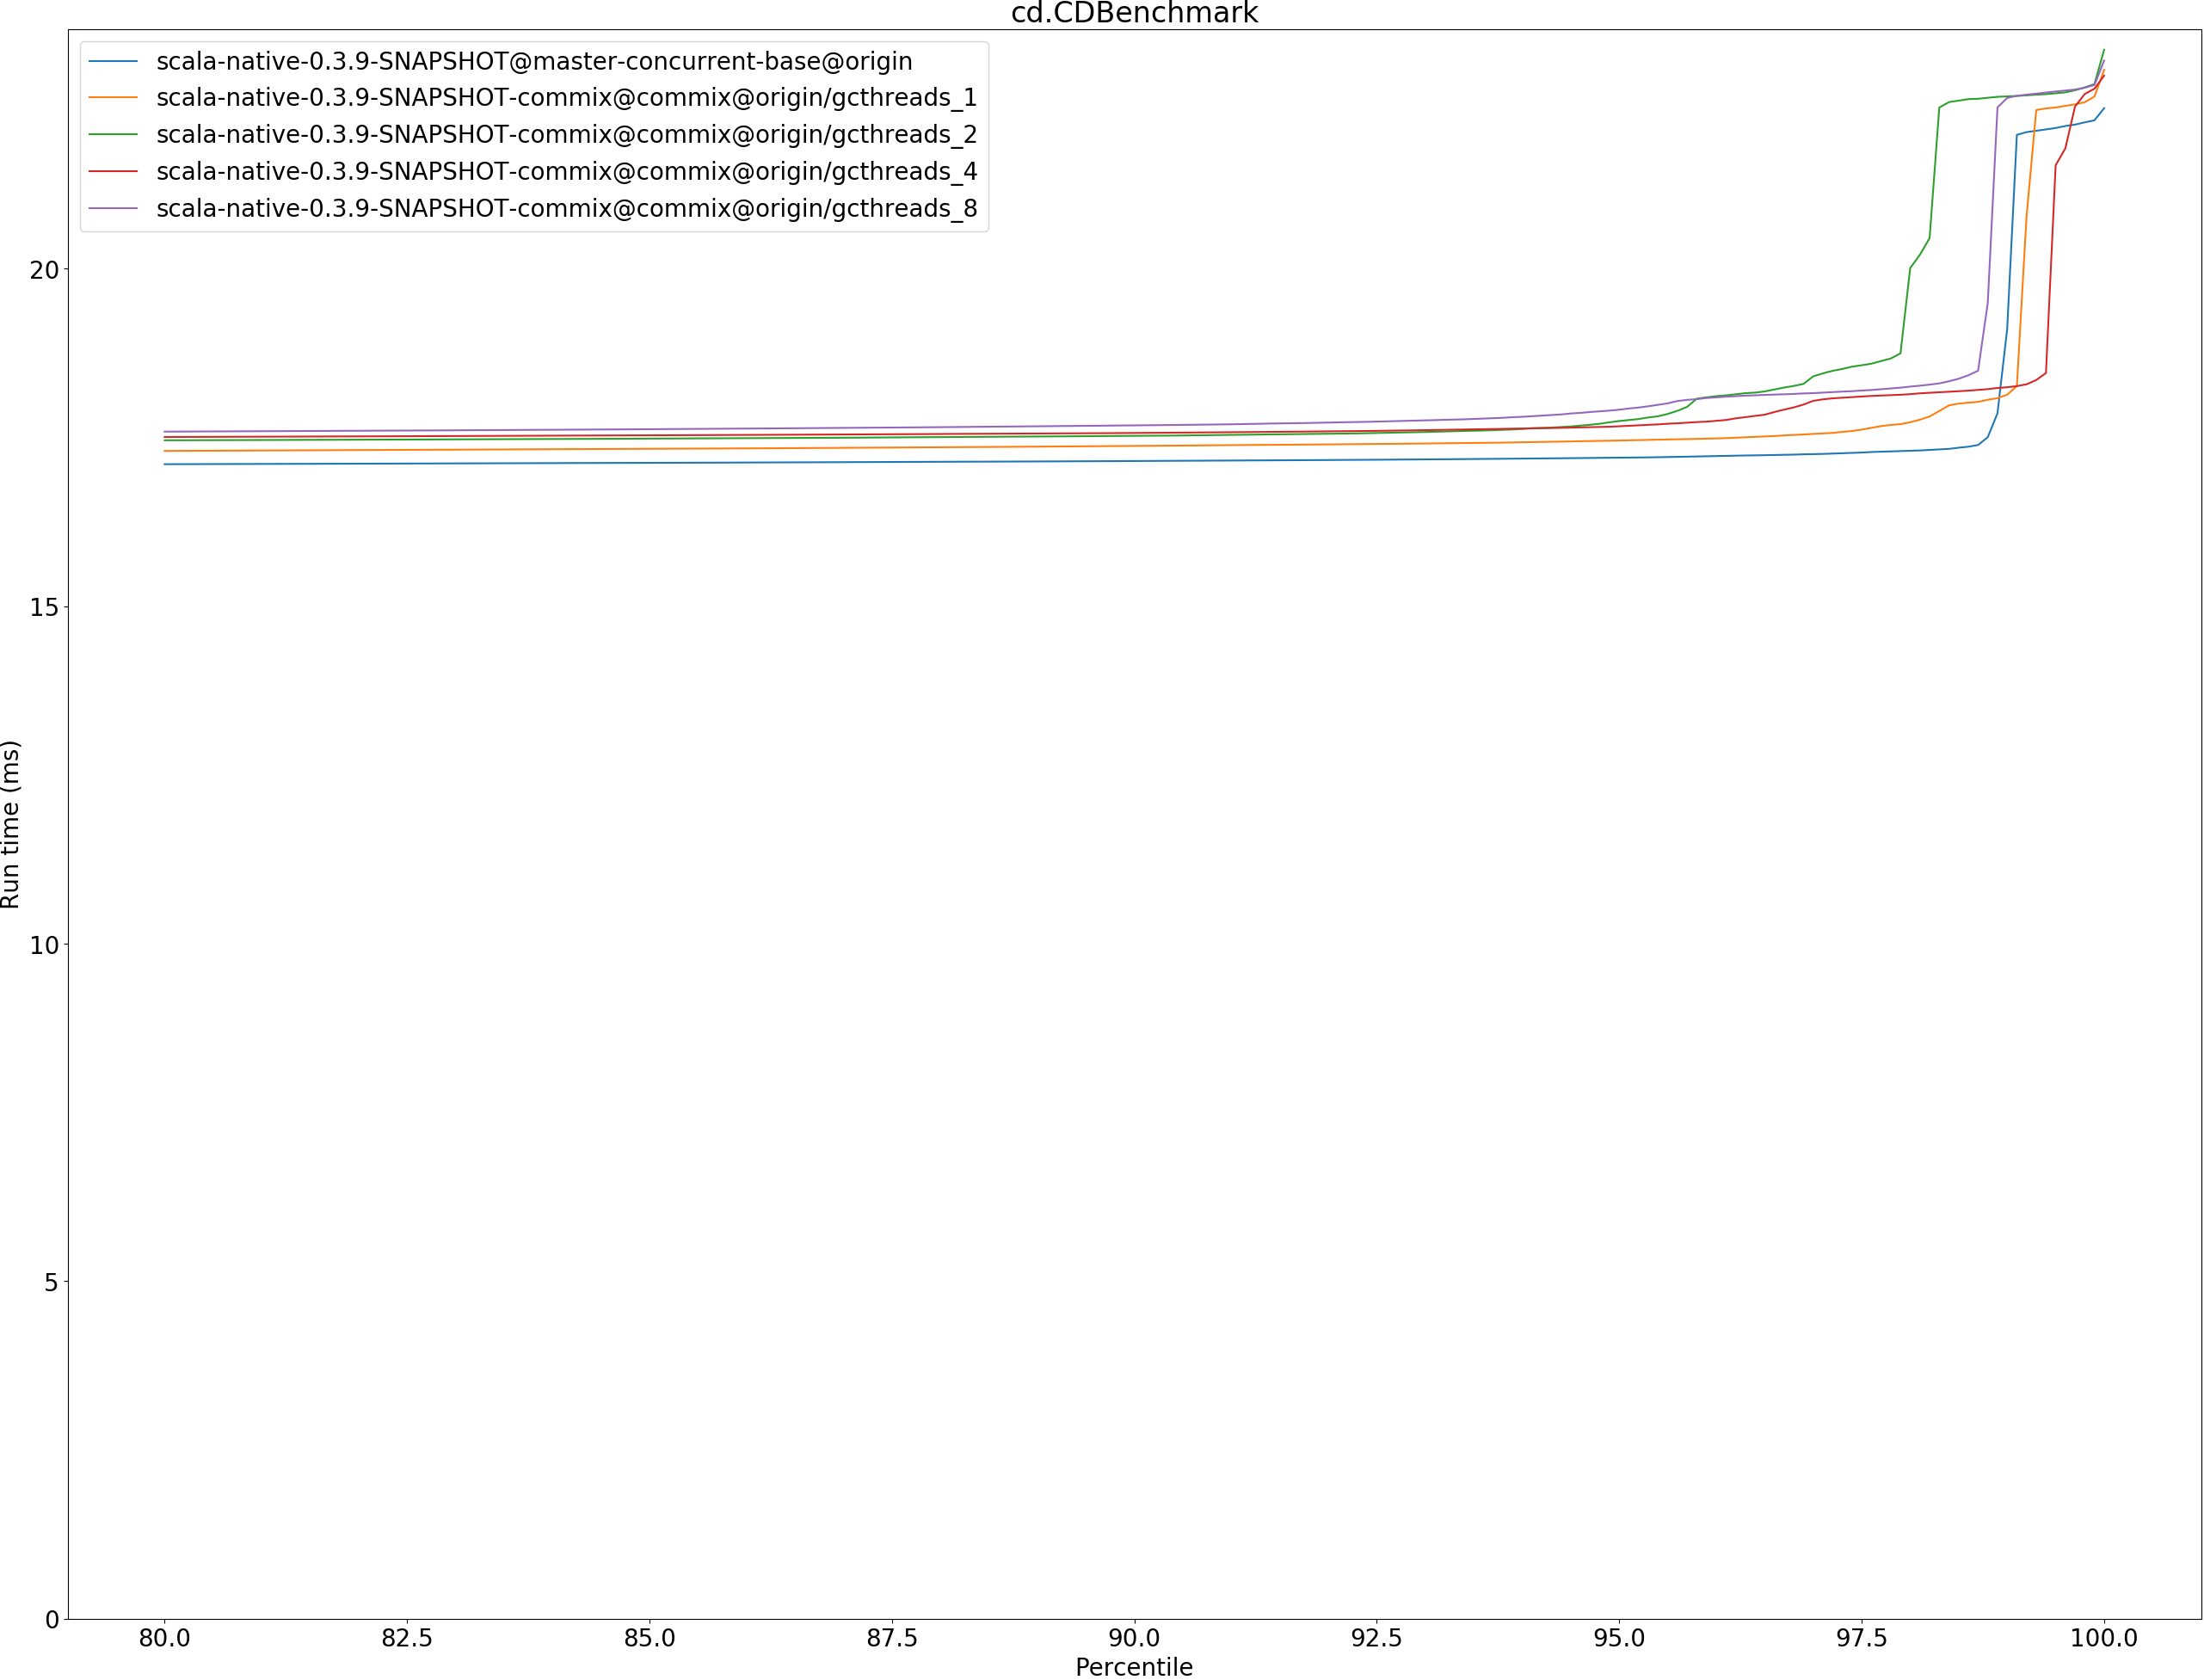 cd.CDBenchmark
scala-native-0.3.9-SNAPSHOT@master-concurrent-base@origin
scala-native-0.3.9-SNAPSHOT-commix@commix@origin/gcthreads_1
scala-native-0.3.9-SNAPSHOT-commix@commix@origin/gcthreads_2
scala-native-0.3.9-SNAPSHOT-commix@commix@origin/gcthreads_4
scala-native-0.3.9-SNAPSHOT-commix@commix@origin/gcthreads_8
20
15
10
5
0
Run time (ms)
80.0 82.5 85.0 87.5 90.0 92.5 95.0 97.5 100.0
Percentile